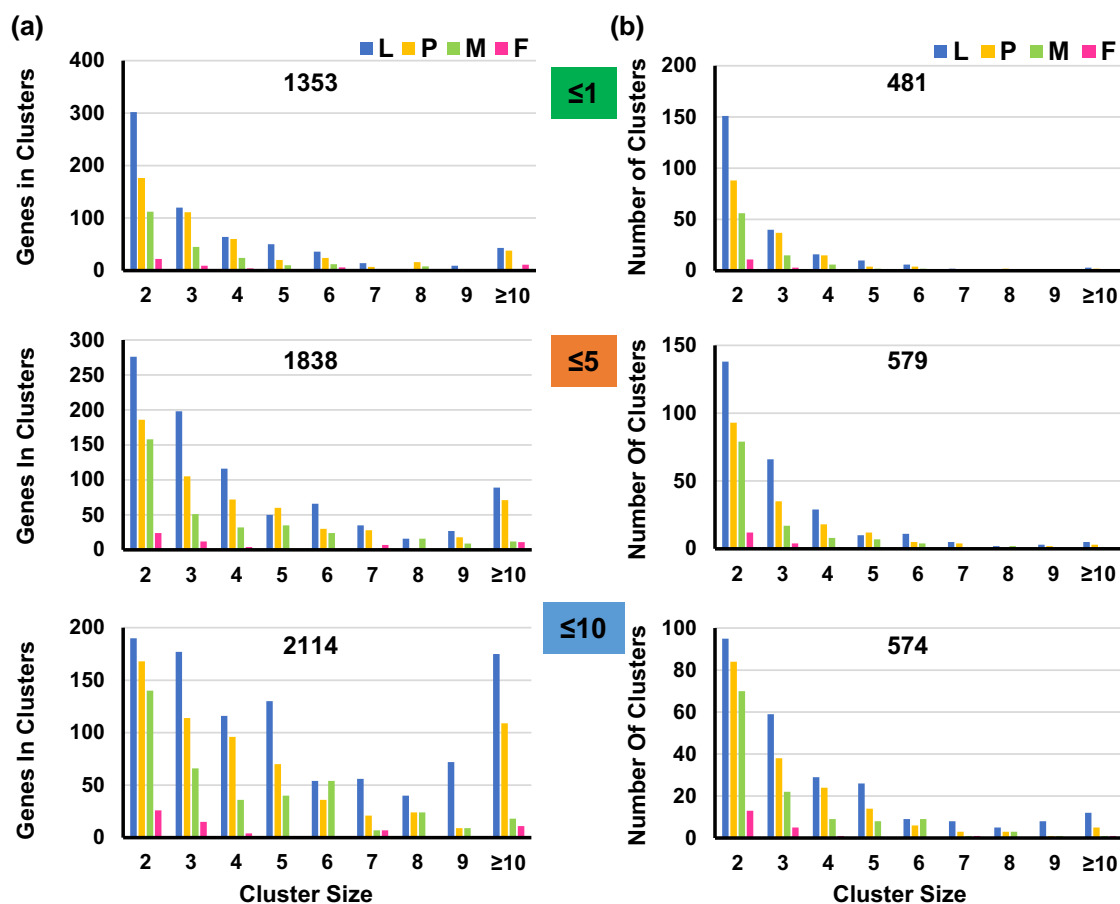 (a)
(b)
L P M F
L P M F
Genes in Clusters
400
300
200
100
0
1353
2 3 4 5 6 7 8 9 ≥10
≤1
Number of Clusters
200
150
100
50
0
481
2 3 4 5 6 7 8 9 ≥10
Genes In Clusters
300
250
200
150
100
50
0
1838
2 3 4 5 6 7 8 9 ≥10
≤5
Number Of Clusters
150
100
50
0
579
2 3 4 5 6 7 8 9 ≥10
Genes In Clusters
200
150
100
50
0
2114
2 3 4 5 6 7 8 9 ≥10
Cluster Size
≤10
Number Of Clusters
100
80
60
40
20
0
574
2 3 4 5 6 7 8 9 ≥10
Cluster Size